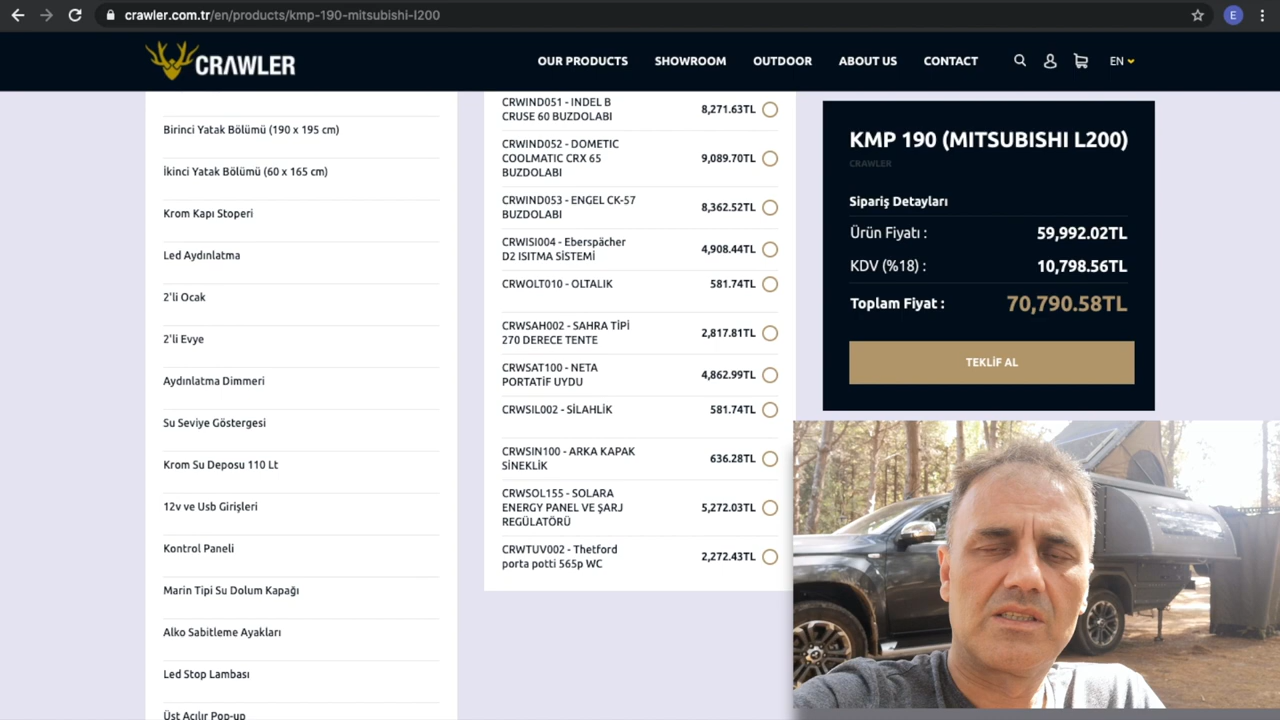 crawler.com.tr/en/products/kmp-190-mitsubishi-l200
E
CRAWLER
OUR PRODUCTS
SHOWROOM
OUTDOOR
ABOUT US
CONTACT
EN
Birinci Yatak Bölümü (190 x 195 cm)
İkinci Yatak Bölümü (60 x 165 cm)
Krom Kapı Stoperi
Led Aydınlatma
2'li Ocak
2'li Evye
Aydınlatma Dimmeri
Su Seviye Göstergesi
Krom Su Deposu 110 Lt
12v ve Usb Girişleri
Kontrol Paneli
Marin Tipi Su Dolum Kapağı
Alko Sabitleme Ayakları
Led Stop Lambası
Üst Açılır Pop-up
CRWIND051 - INDEL B
CRUSE 60 BUZDOLABI
8,271.63TL
CRWIND052 - DOMETIC
COOLMATIC CRX 65
BUZDOLABI
9,089.70TL
CRWIND053 - ENGEL CK-57
BUZDOLABI
8,362.52TL
CRWISI004 - Eberspächer
D2 ISITMA SİSTEMİ
4,908.44TL
CRWOLT010 - OLTALIK
581.74TL
CRWSAH002 - SAHRA TİPİ
270 DERECE TENTE
2,817.81TL
CRWSAT100 - NETA
PORTATİF UYDU
4,862.99TL
CRWSIL002 - SİLAHLIK
581.74TL
CRWSIN100 - ARKA KAPAK
SİNEKLİK
636.28TL
CRWSOL155 - SOLARA
ENERGY PANEL VE ŞARJ
REGÜLATÖRÜ
5,272.03TL
CRWTUV002 - Thetford
porta potti 565p WC
2,272.43TL
KMP 190 (MITSUBISHI L200)
CRAWLER
Sipariş Detayları
Ürün Fiyatı :
59,992.02TL
KDV (%18) :
10,798.56TL
Toplam Fiyat :
70,790.58TL
TEKLİF AL